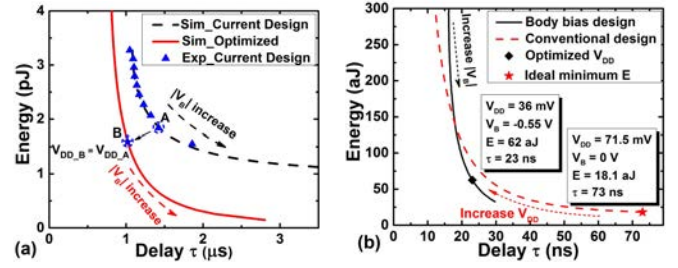 4
3
2
1
0
Energy (pJ)
Sim_Current Design
Sim_Optimized
Exp_Current Design
A
B
|V_B| increase
V_DD_B = V_DD_A
|V_B| increase
1 2 3
Delay τ (μs)
(a)
300
250
200
150
100
50
0
Energy (aJ)
Body bias design
Conventional design
Optimized V_DD
Ideal minimum E
Increase |V_B|
V_DD = 36 mV
V_B = -0.55 V
E = 62 aJ
τ = 23 ns
V_DD = 71.5 mV
V_B = 0 V
E = 18.1 aJ
τ = 73 ns
Increase V_DD
0 10 20 30 40 50 60 70
Delay τ (ns)
(b)